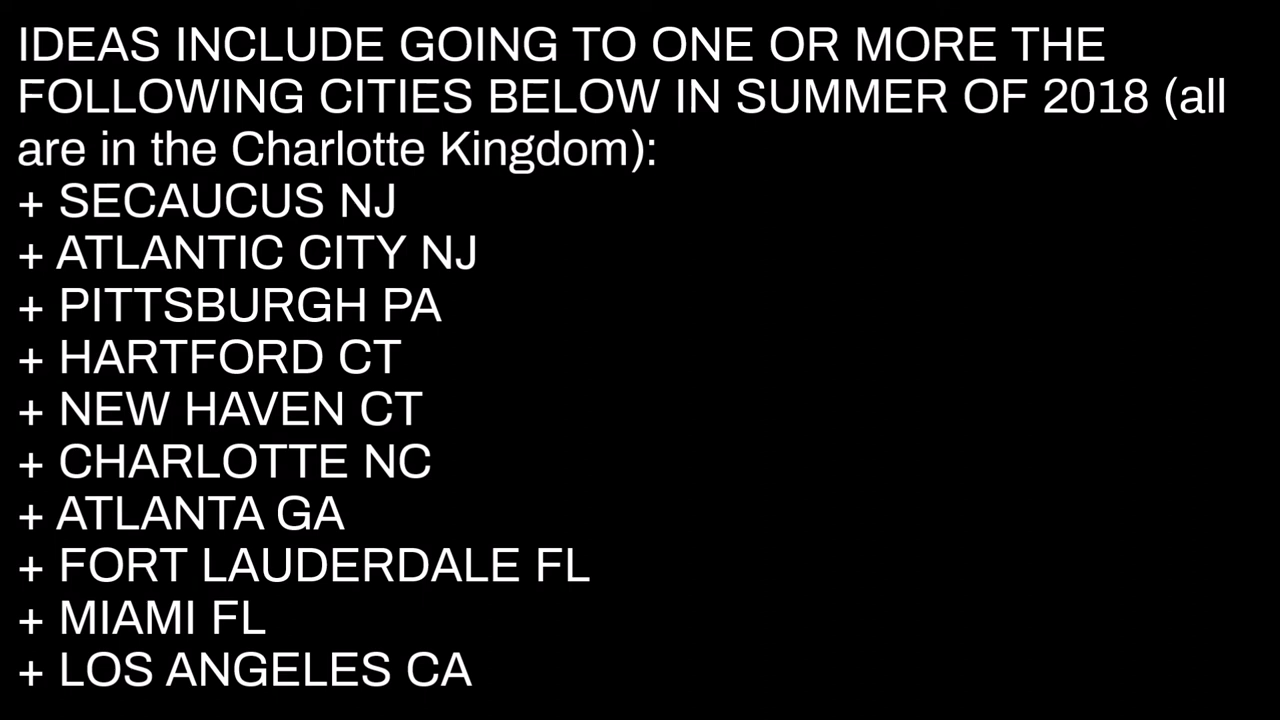 IDEAS INCLUDE GOING TO ONE OR MORE THE
FOLLOWING CITIES BELOW IN SUMMER OF 2018 (all
are in the Charlotte Kingdom):
+ SECAUCUS NJ
+ ATLANTIC CITY NJ
+ PITTSBURGH PA
+ HARTFORD CT
+ NEW HAVEN CT
+ CHARLOTTE NC
+ ATLANTA GA
+ FORT LAUDERDALE FL
+ MIAMI FL
+ LOS ANGELES CA